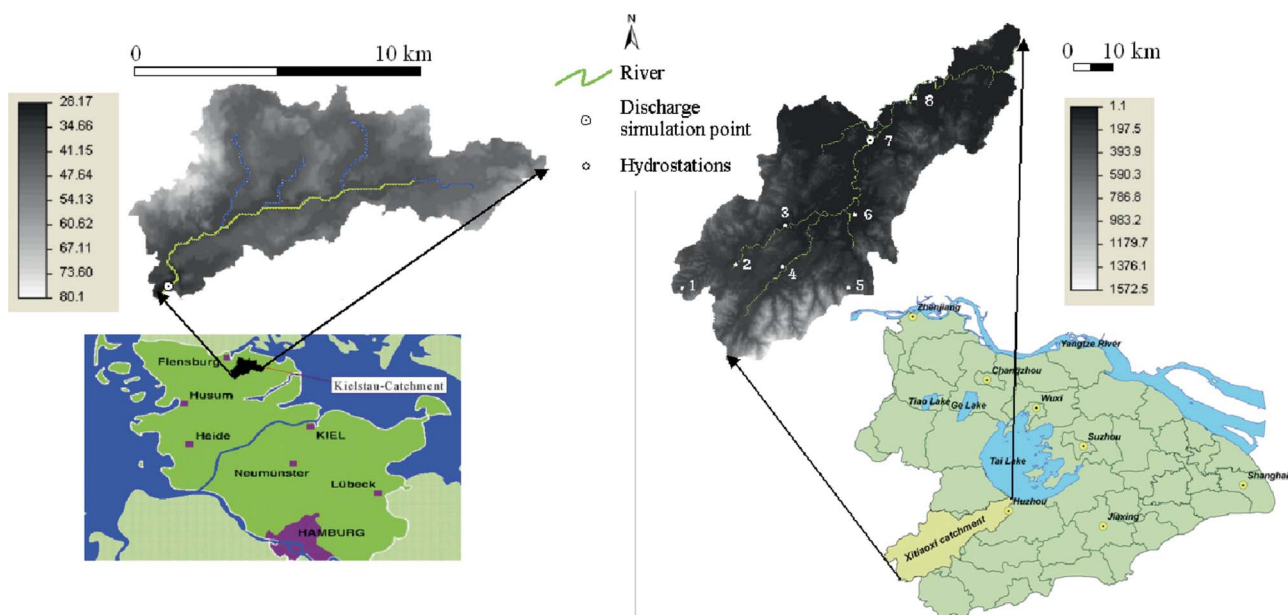 0 10 km
28.17
34.66
41.15
47.64
54.13
60.62
67.11
73.60
80.1
N
River
Discharge
simulation point
Hydrostations
0 10 km
1.1
197.5
393.9
590.3
786.8
983.2
1179.7
1376.1
1572.5
8
7
3
6
2
4
1
5
Flensburg
Kielstau-Catchment
Husum
Heide
KIEL
Neumünster
Lübeck
HAMBURG
Zhenjiang
Yangtze River
Changzhou
Tiao Lake
Ge Lake
Wuxi
Suzhou
Tai Lake
Shanghai
Huzhou
Jiaxing
Xitiaoxi catchment